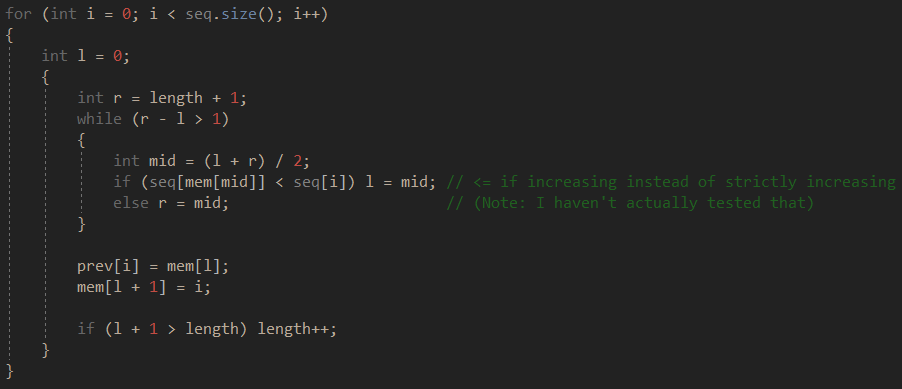 for (int i = 0; i < seq.size(); i++)
{
    int l = 0;
    {
        int r = length + 1;
        while (r - l > 1)
        {
            int mid = (l + r) / 2;
            if (seq[mem[mid]] < seq[i]) l = mid; // <= if increasing instead of strictly increasing
            else r = mid;                        // (Note: I haven't actually tested that)
        }

        prev[i] = mem[l];
        mem[l + 1] = i;

        if (l + 1 > length) length++;
    }
}